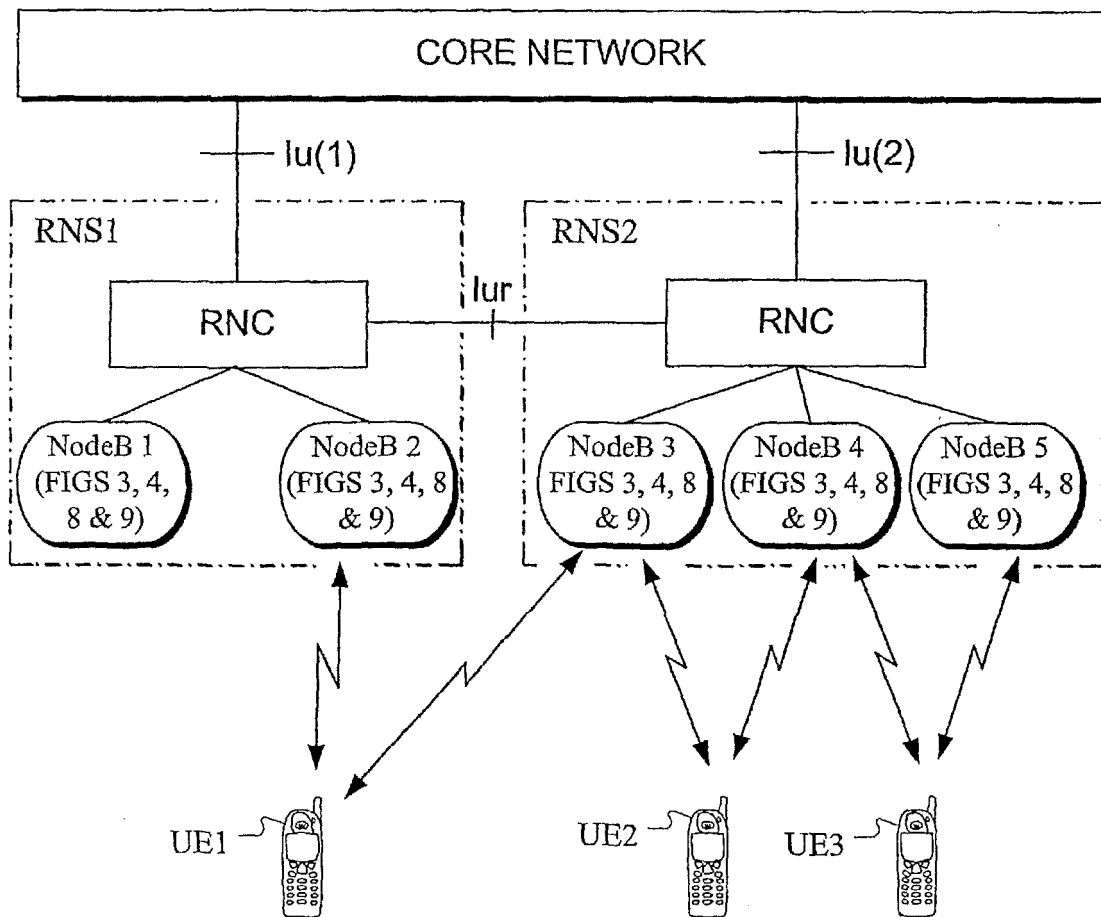 CORE NETWORK
Iu(1)
Iu(2)
RNS1
RNS2
Iur
RNC
RNC
NodeB 1
(FIGS 3, 4,
8 & 9)
NodeB 2
(FIGS 3, 4, 8
& 9)
NodeB 3
FIGS 3, 4, 8
& 9)
NodeB 4
(FIGS 3, 4, 8
& 9)
NodeB 5
(FIGS 3, 4, 8
& 9)
UE1
UE2
UE3